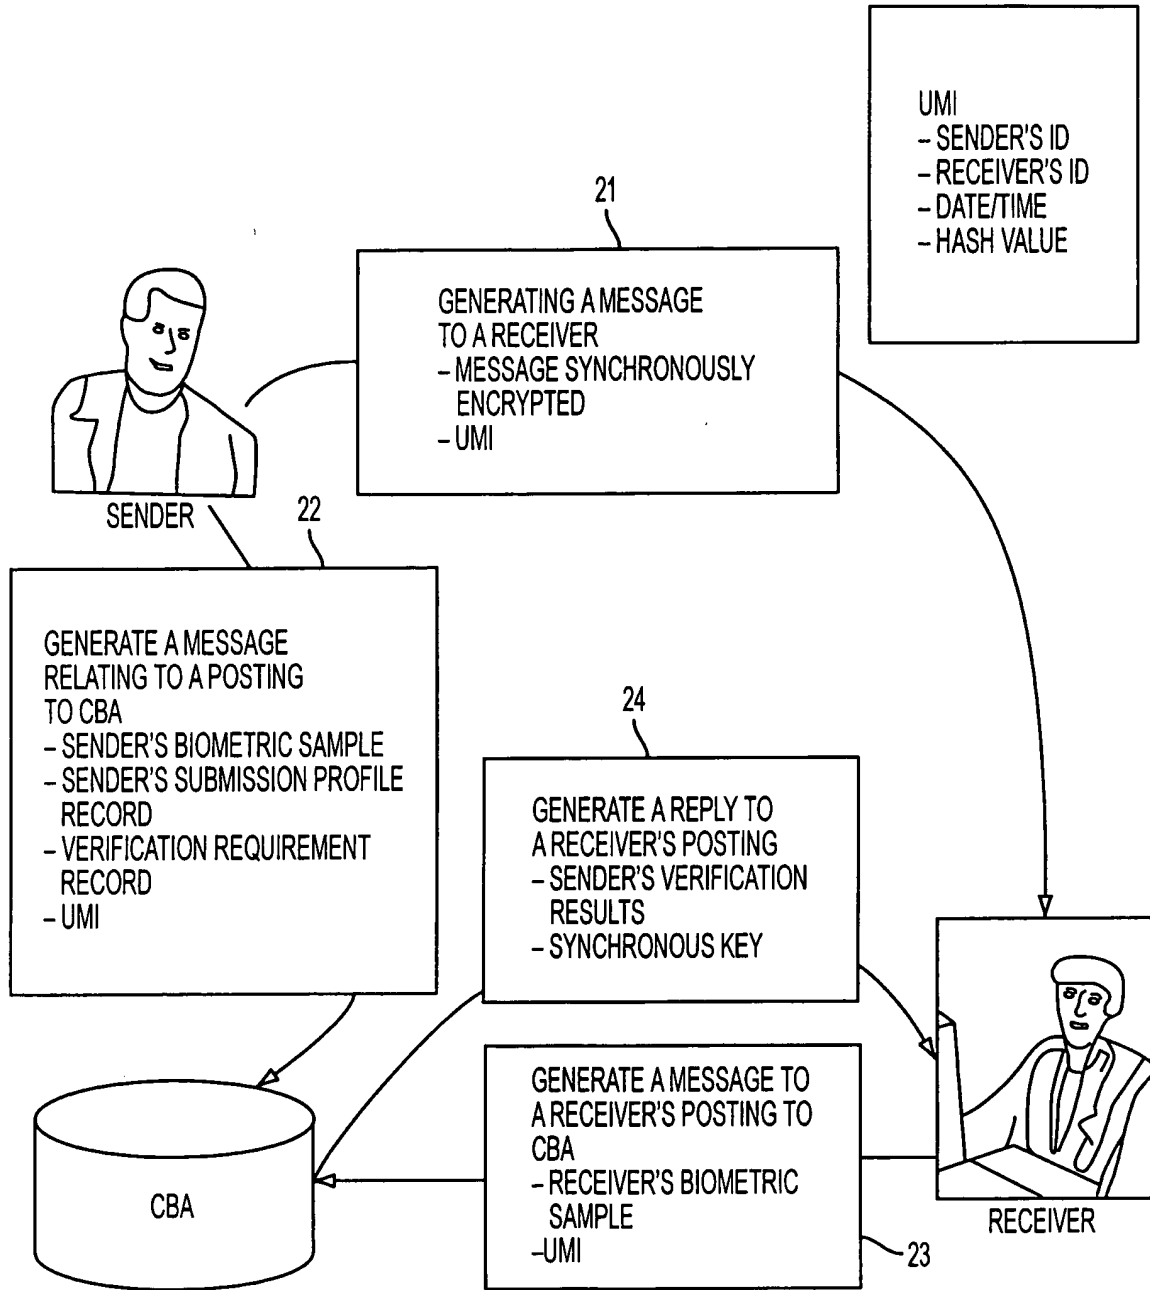 UMI
– SENDER'S ID
– RECEIVER'S ID
– DATE/TIME
– HASH VALUE
21
GENERATING A MESSAGE
TO A RECEIVER
– MESSAGE SYNCHRONOUSLY
ENCRYPTED
– UMI
SENDER
22
GENERATE A MESSAGE
RELATING TO A POSTING
TO CBA
– SENDER'S BIOMETRIC SAMPLE
– SENDER'S SUBMISSION PROFILE
RECORD
– VERIFICATION REQUIREMENT
RECORD
– UMI
24
GENERATE A REPLY TO
A RECEIVER'S POSTING
– SENDER'S VERIFICATION
RESULTS
– SYNCHRONOUS KEY
GENERATE A MESSAGE TO
A RECEIVER'S POSTING TO
CBA
– RECEIVER'S BIOMETRIC
SAMPLE
–UMI
23
CBA
RECEIVER